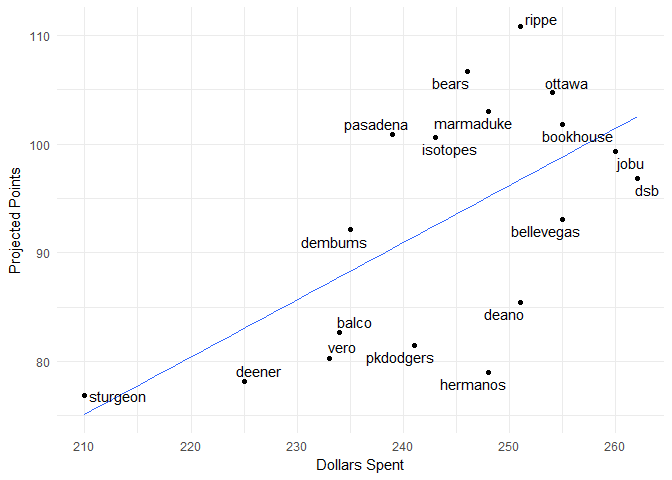 110
rippe
bears
ottawa
pasadena
marmaduke
bookhouse
isotopes
100
jobu
dsb
Projected Points
dembums
bellevegas
90
deano
balco
vero
pkdodgers
80
deener
hermanos
sturgeon
210 220 230 240 250 260
Dollars Spent